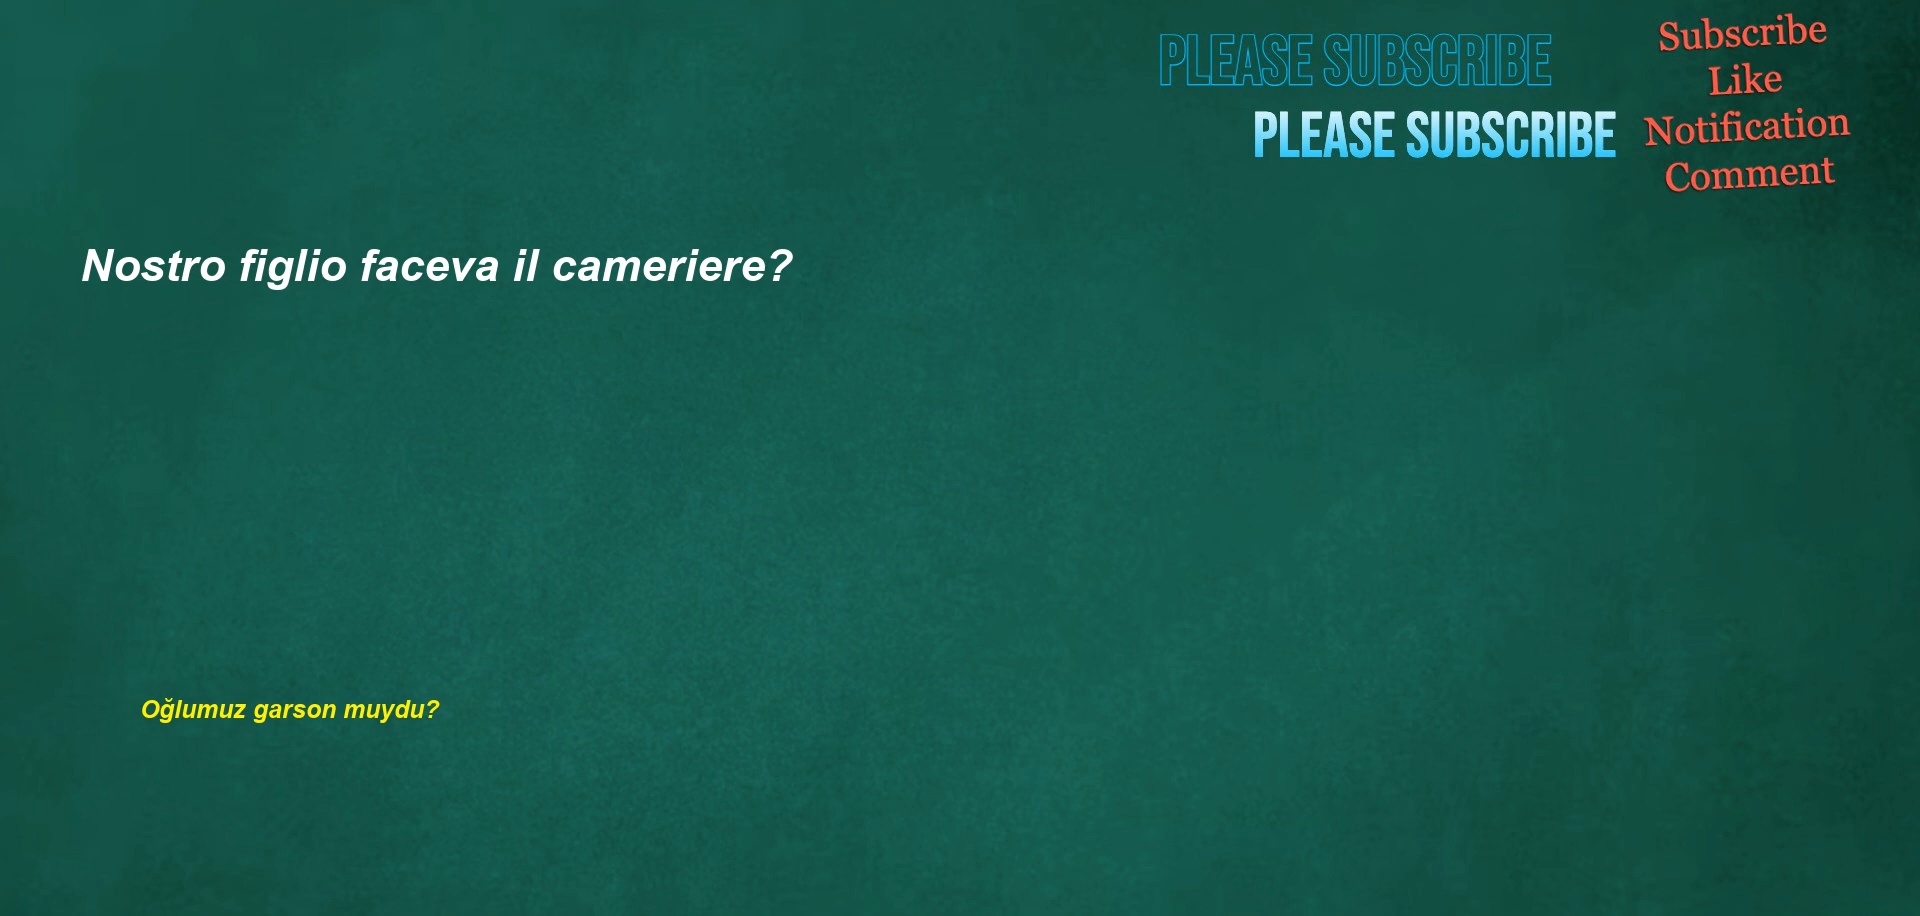 PLEASE SUBSCRIBE
PLEASE SUBSCRIBE
Subscribe
Like
Notification
Comment
Nostro figlio faceva il cameriere?
Oğlumuz garson muydu?